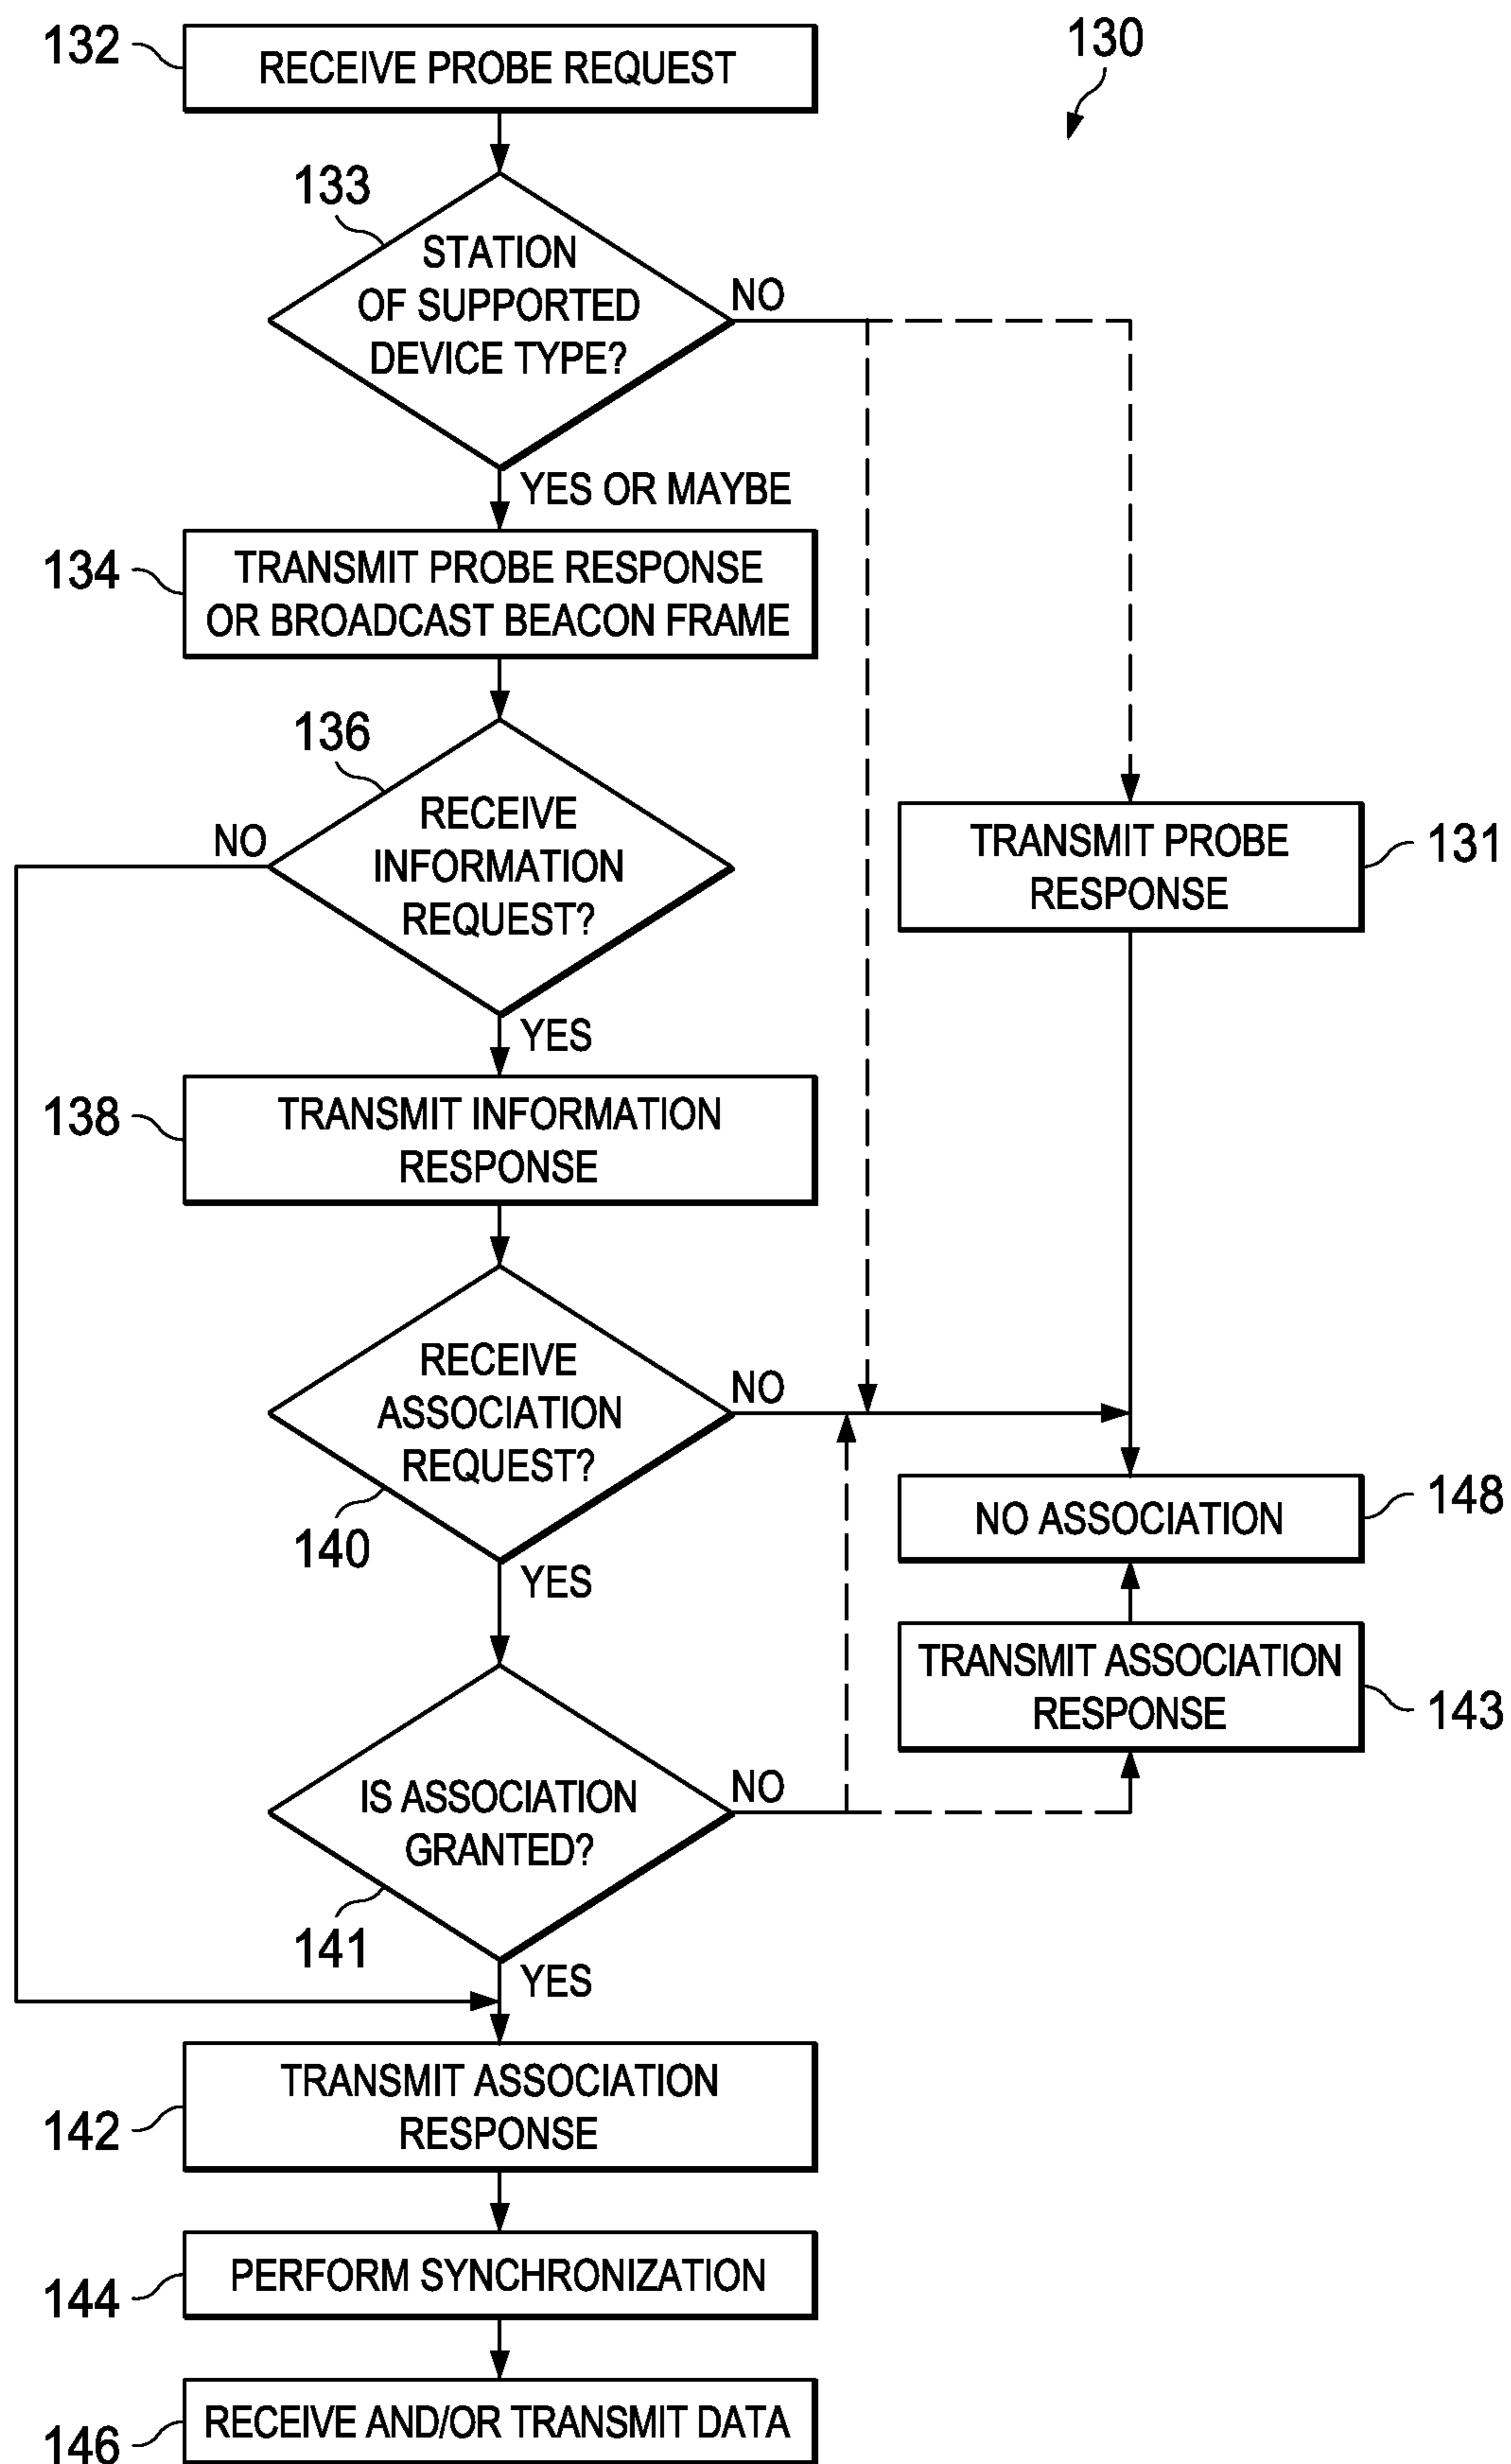 132
RECEIVE PROBE REQUEST
130
133
STATION
OF SUPPORTED
DEVICE TYPE?
NO
YES OR MAYBE
134
TRANSMIT PROBE RESPONSE
OR BROADCAST BEACON FRAME
136
RECEIVE
INFORMATION
REQUEST?
NO
YES
TRANSMIT PROBE
RESPONSE
131
138
TRANSMIT INFORMATION
RESPONSE
RECEIVE
ASSOCIATION
REQUEST?
NO
140
YES
NO ASSOCIATION
148
TRANSMIT ASSOCIATION
RESPONSE
143
IS ASSOCIATION
GRANTED?
NO
141
YES
142
TRANSMIT ASSOCIATION
RESPONSE
144
PERFORM SYNCHRONIZATION
146
RECEIVE AND/OR TRANSMIT DATA